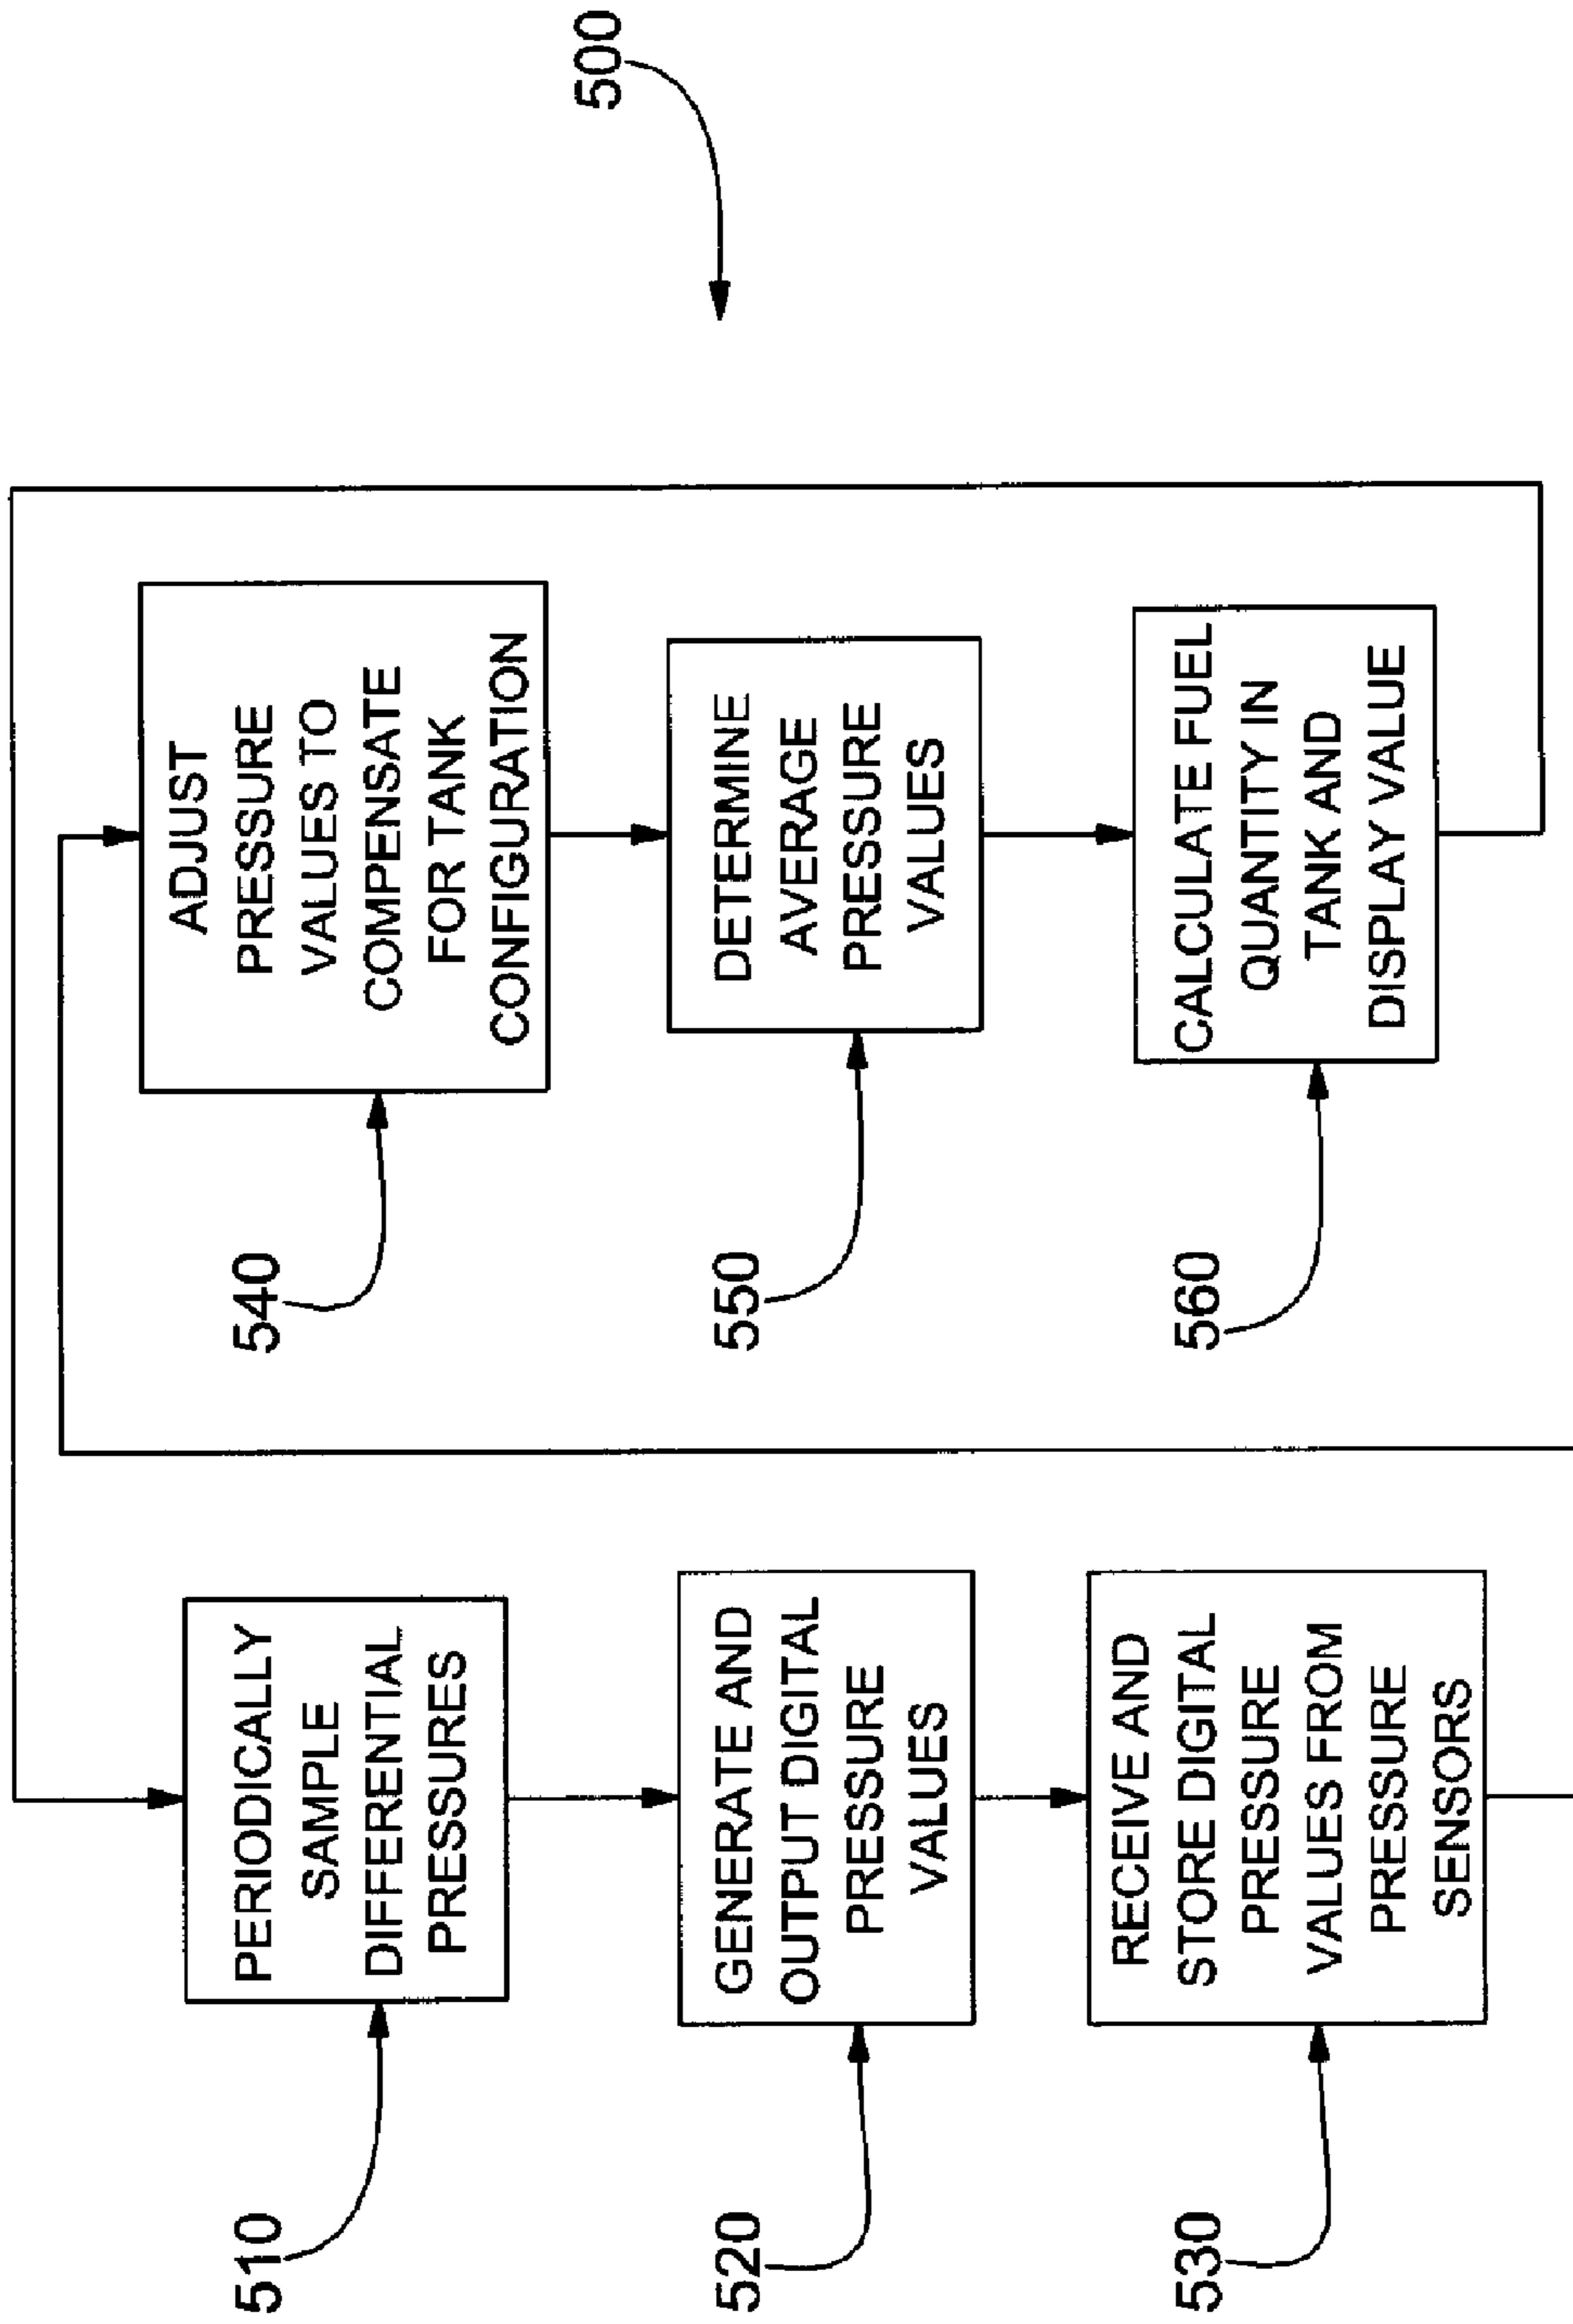 500
510
PERIODICALLY
SAMPLE
DIFFERENTIAL
PRESSURES
520
GENERATE AND
OUTPUT DIGITAL
PRESSURE
VALUES
530
RECEIVE AND
STORE DIGITAL
PRESSURE
VALUES FROM
PRESSURE
SENSORS
540
ADJUST
PRESSURE
VALUES TO
COMPENSATE
FOR TANK
CONFIGURATION
550
DETERMINE
AVERAGE
PRESSURE
VALUES
560
CALCULATE FUEL
QUANTITY IN
TANK AND
DISPLAY VALUE